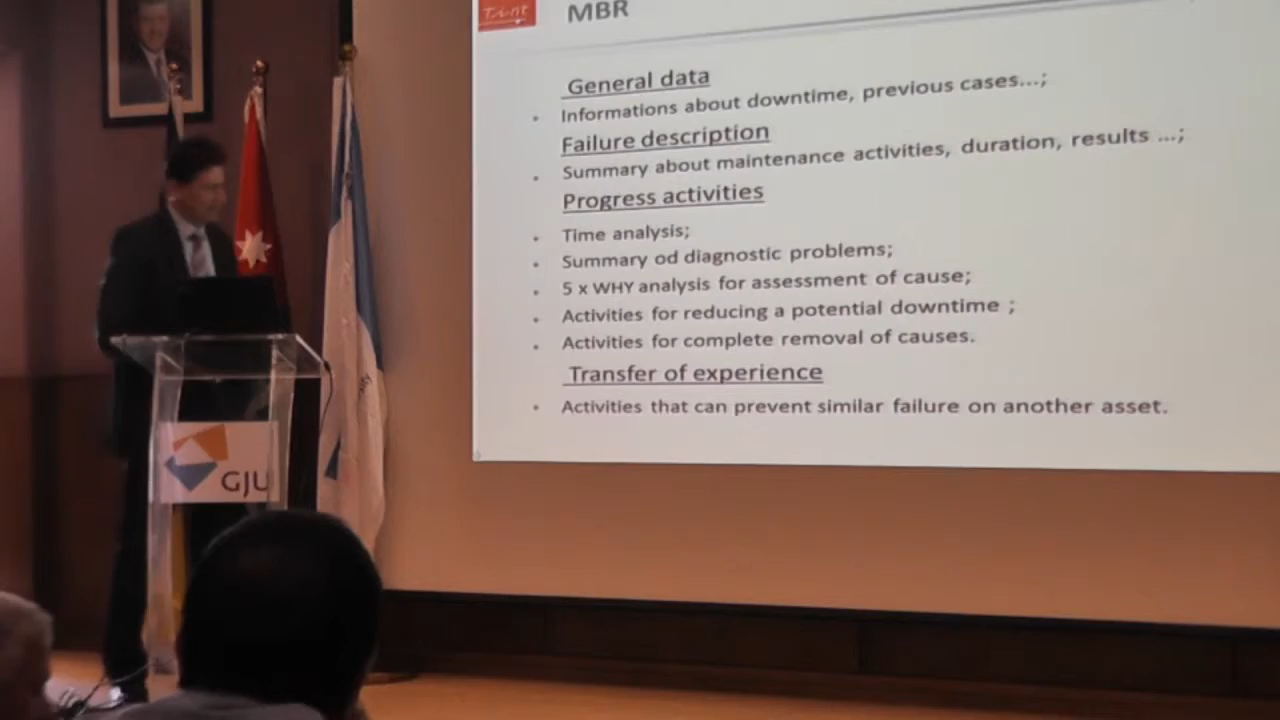 MBR
General data
• Informations about downtime, previous cases...;
Failure description
• Summary about maintenance activities, duration, results ...;
Progress activities
• Time analysis;
• Summary od diagnostic problems;
• 5 x WHY analysis for assessment of cause;
• Activities for reducing a potential downtime ;
• Activities for complete removal of causes.
Transfer of experience
• Activities that can prevent similar failure on another asset.
GJU